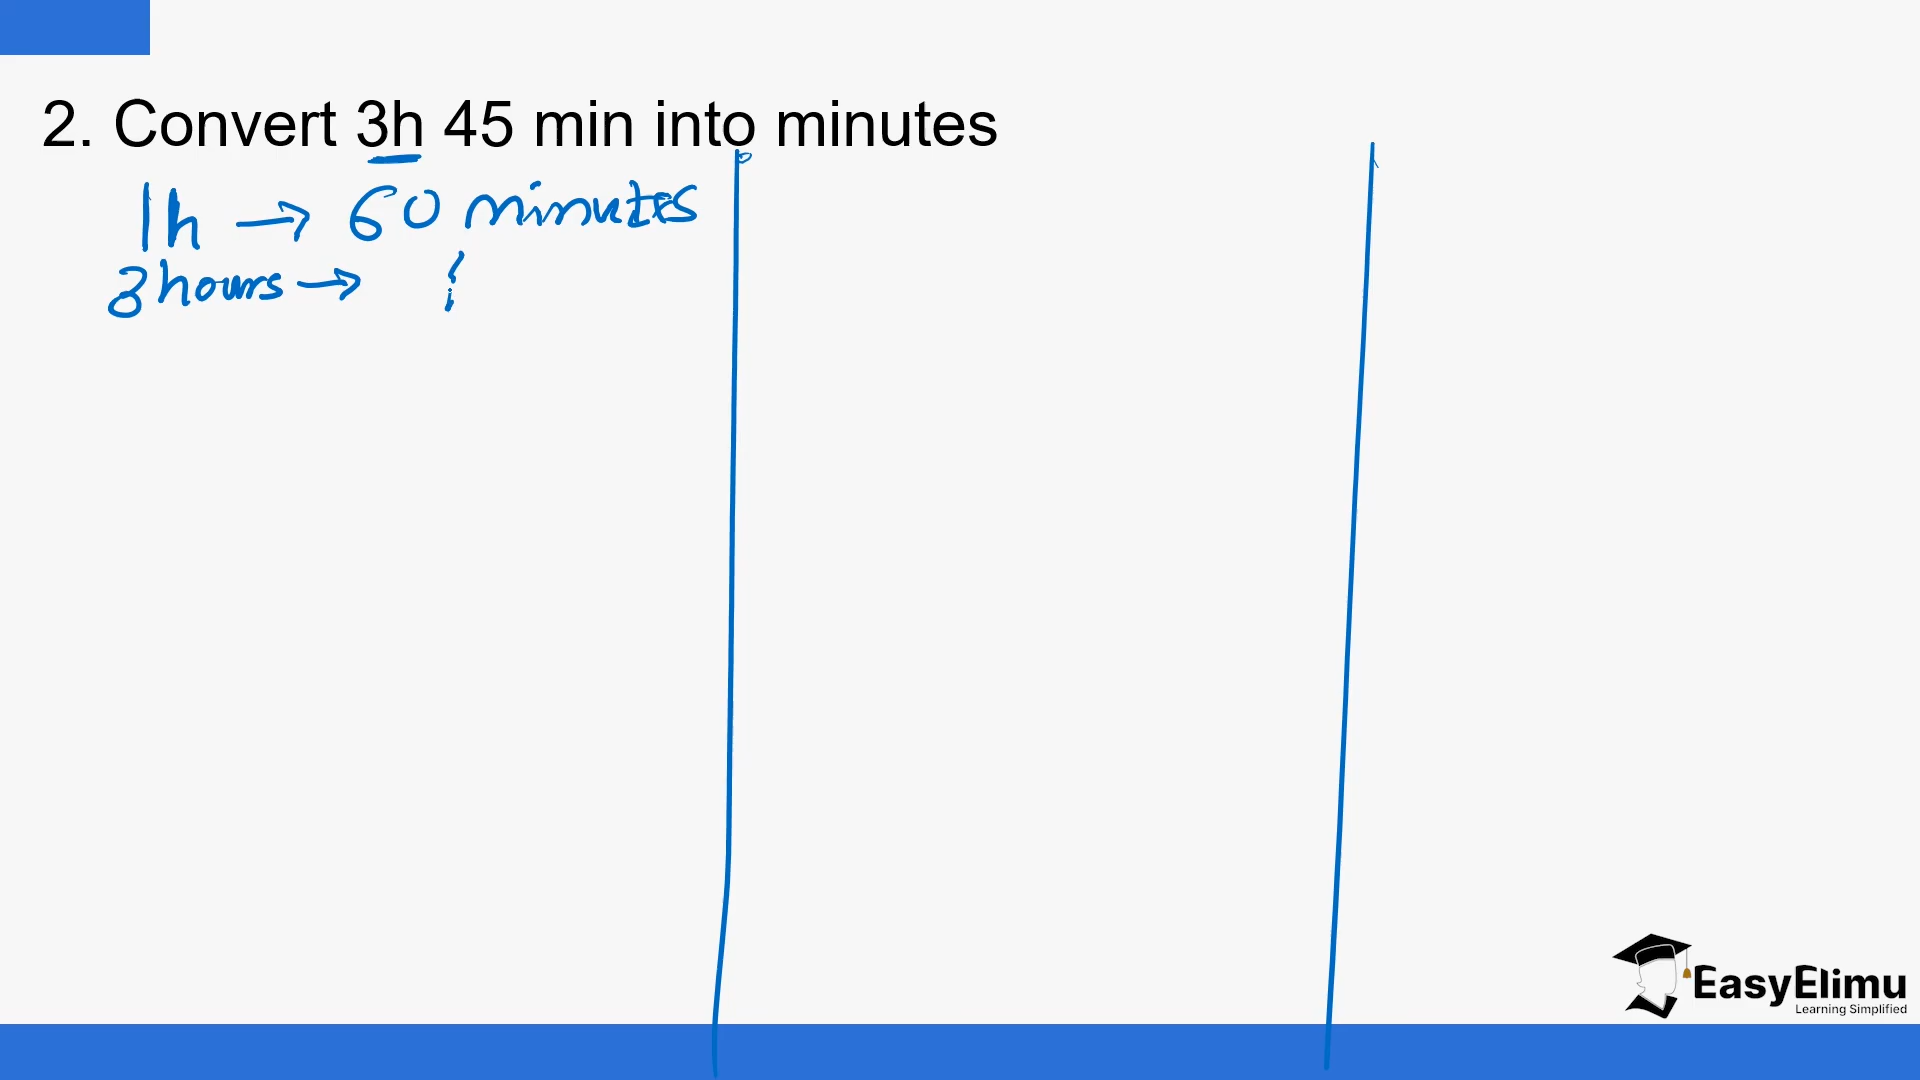 2. Convert 3h 45 min into minutes
1h → 60 minutes
3 hours →
EasyElimu
Learning Simplified